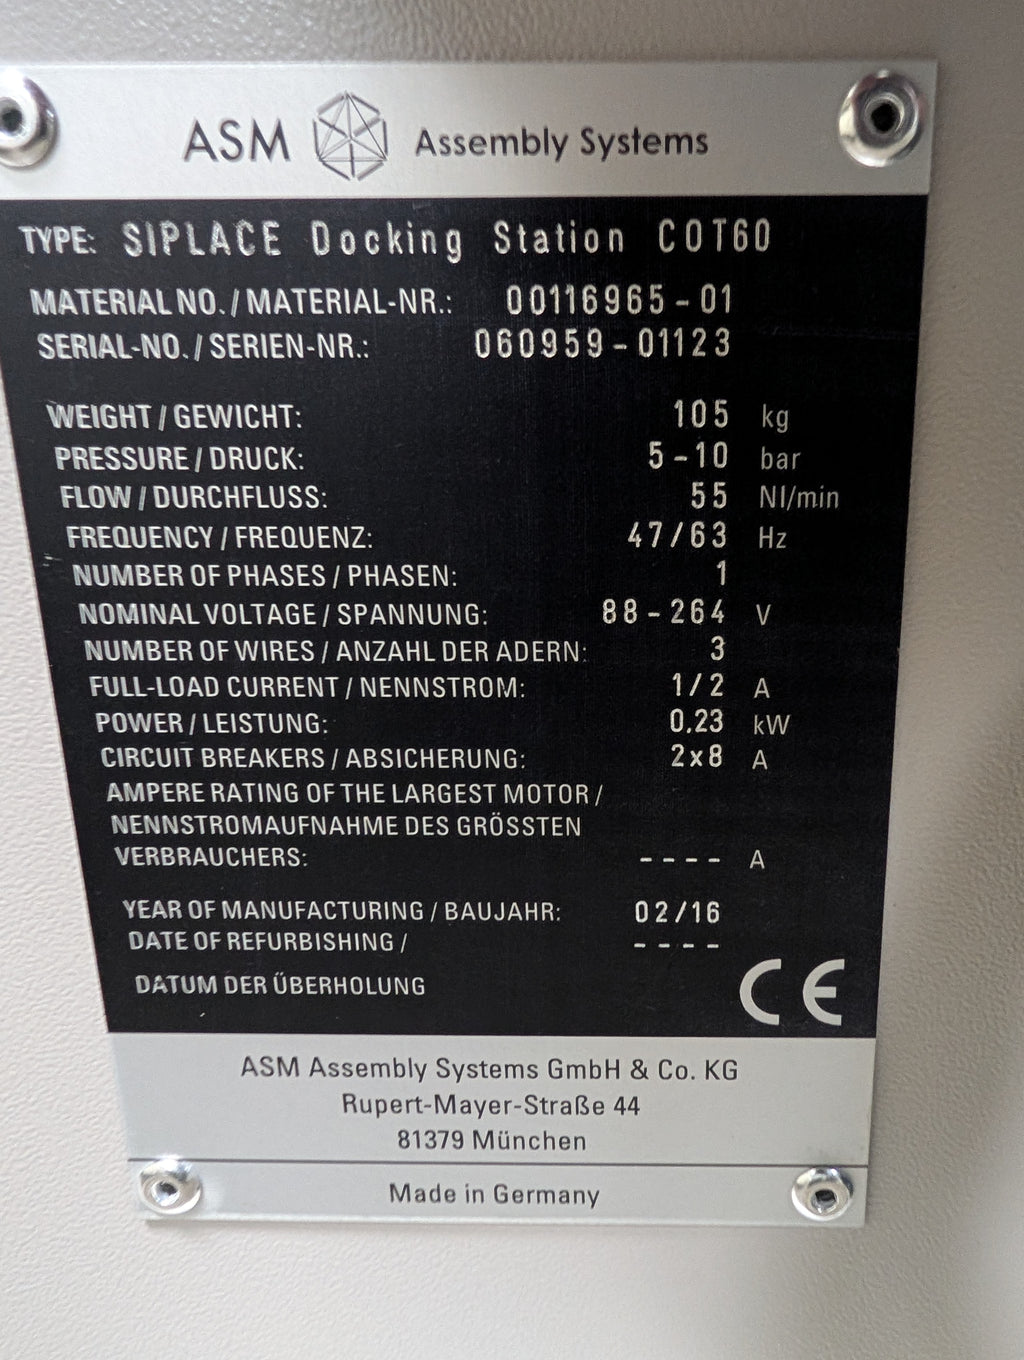 ASM Assembly Systems
TYPE: SIPLACE Docking Station COT60
MATERIAL NO. / MATERIAL-NR.: 00116965-01
SERIAL-NO. / SERIEN-NR.: 060959-01123
WEIGHT / GEWICHT: 105 kg
PRESSURE / DRUCK: 5-10 bar
FLOW / DURCHFLUSS: 55 Nl/min
FREQUENCY / FREQUENZ: 47/63 Hz
NUMBER OF PHASES / PHASEN: 1
NOMINAL VOLTAGE / SPANNUNG: 88-264 V
NUMBER OF WIRES / ANZAHL DER ADERN: 3
FULL-LOAD CURRENT / NENNSTROM: 1/2 A
POWER / LEISTUNG: 0.23 kW
CIRCUIT BREAKERS / ABSICHERUNG: 2x8 A
AMPERE RATING OF THE LARGEST MOTOR /
NENNSTROMAUFNAHME DES GRÖSSTEN
VERBRAUCHERS: ---- A
YEAR OF MANUFACTURING / BAUJAHR: 02/16
DATE OF REFURBISHING / ----
DATUM DER ÜBERHOLUNG
CE
ASM Assembly Systems GmbH & Co. KG
Rupert-Mayer-Straße 44
81379 München
Made in Germany